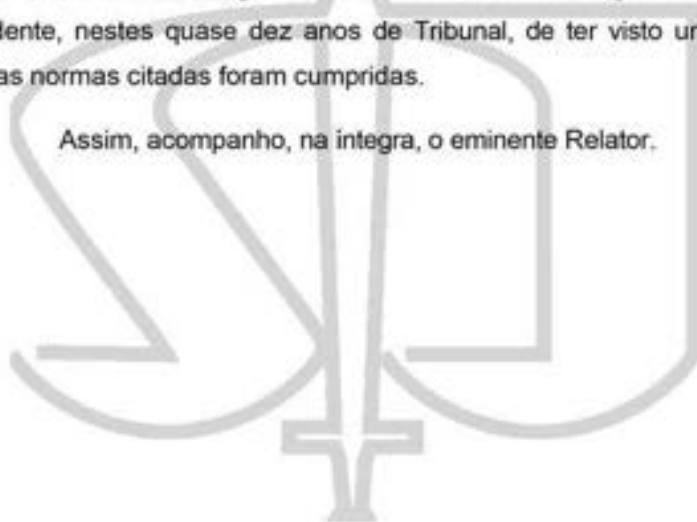 dente, nestes quase dez anos de Tribunal, de ter visto
as normas citadas foram cumpridas.
Assim, acompanho, na íntegra, o eminente Relator.